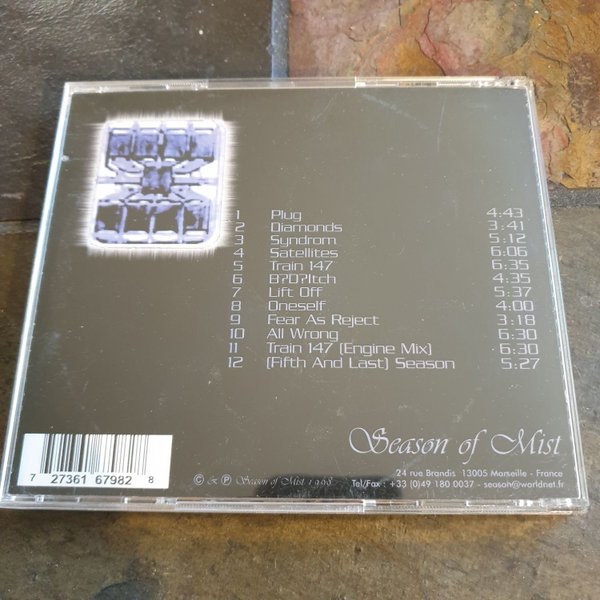 1 Plug 4:43
2 Diamonds 3:41
3 Syndrom 5:12
4 Satellites 6:06
5 Train 147 6:35
6 B?D?Itch 4:35
7 Lift Off 5:37
8 Oneself 4:00
9 Fear As Reject 3:18
10 All Wrong 6:30
11 Train 147 (Engine Mix) 6:30
12 (Fifth And Last) Season 5:27
Season of Mist
24 rue Brandis 13005 Marseille - France
Tel/Fax : +33 (0)49 180 0037 - season@worldnet.fr
© & ℗ Season of Mist 1998
7 27361 67982 8